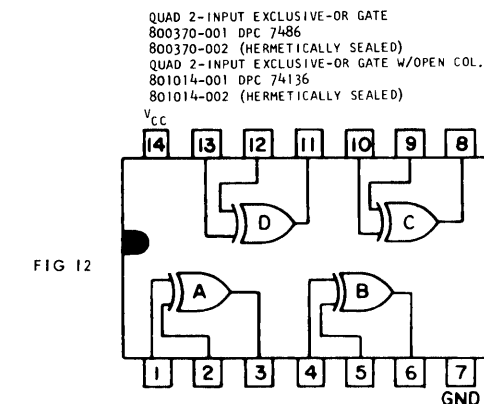 QUAD 2-INPUT EXCLUSIVE-OR GATE
800370-001 DPC 7486
800370-002 (HERMETICALLY SEALED)
QUAD 2-INPUT EXCLUSIVE-OR GATE W/OPEN COL.
801014-001 DPC 74136
801014-002 (HERMETICALLY SEALED)
VCC
14 13 12 11 10 9 8
D C
FIG 12
A B
1 2 3 4 5 6 7
GND